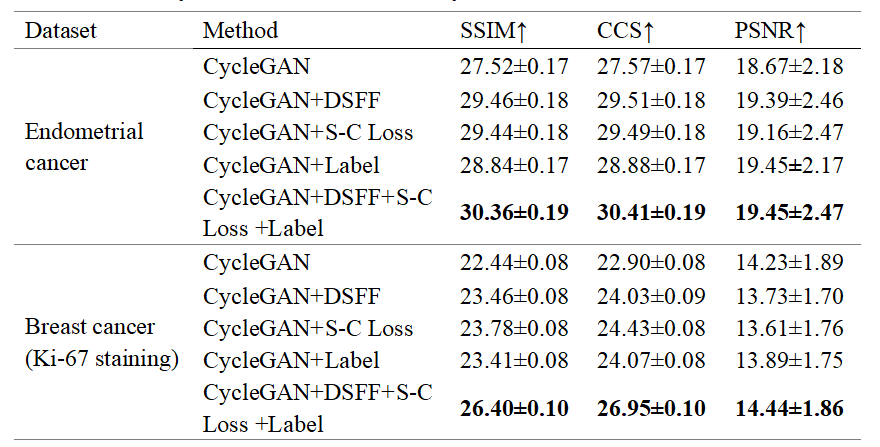 Dataset Method SSIM↑ CCS↑ PSNR↑
CycleGAN 27.52±0.17 27.57±0.17 18.67±2.18
CycleGAN+DSFF 29.46±0.18 29.51±0.18 19.39±2.46
Endometrial CycleGAN+S-C Loss 29.44±0.18 29.49±0.18 19.16±2.47
cancer CycleGAN+Label 28.84±0.17 28.88±0.17 19.45±2.17
CycleGAN+DSFF+S-C
Loss +Label 30.36±0.19 30.41±0.19 19.45±2.47
CycleGAN 22.44±0.08 22.90±0.08 14.23±1.89
CycleGAN+DSFF 23.46±0.08 24.03±0.09 13.73±1.70
Breast cancer CycleGAN+S-C Loss 23.78±0.08 24.43±0.08 13.61±1.76
(Ki-67 staining) CycleGAN+Label 23.41±0.08 24.07±0.08 13.89±1.75
CycleGAN+DSFF+S-C
Loss +Label 26.40±0.10 26.95±0.10 14.44±1.86